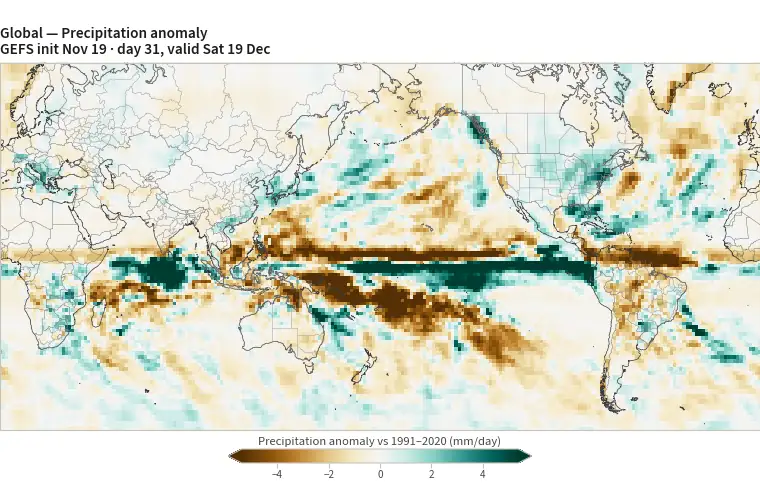 Global — Precipitation anomaly
GEFS init Nov 19 · day 31, valid Sat 19 Dec
Precipitation anomaly vs 1991–2020 (mm/day)
−4 −2 0 2 4